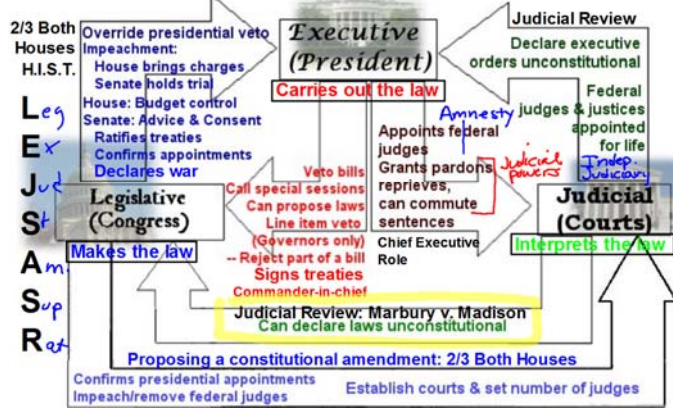 2/3 Both
Houses
H.I.S.T.
Override presidential veto
Impeachment:
House brings charges
Senate holds trial
House: Budget control
Senate: Advice & Consent
Ratifies treaties
Confirms appointments
Declares war
Executive
(President)
Carries out the law
Judicial Review
Declare executive
orders unconstitutional
Federal
judges & justices
appointed
for life
Indep.
Judiciary
Amnesty
Appoints federal
judges
Grants pardons
reprieves,
can commute
sentences
Judicial
powers
Chief Executive
Role
Veto bills
Call special sessions
Can propose laws
Line item veto
(Governors only)
-- Reject part of a bill
Signs treaties
Commander-in-chief
Leg
Ex
Jud
St
Am.
Sup
Rat
Legislative
(Congress)
Makes the law
Judicial
(Courts)
Interprets the law
Judicial Review: Marbury v. Madison
Can declare laws unconstitutional
Proposing a constitutional amendment: 2/3 Both Houses
Confirms presidential appointments
Impeach/remove federal judges
Establish courts & set number of judges